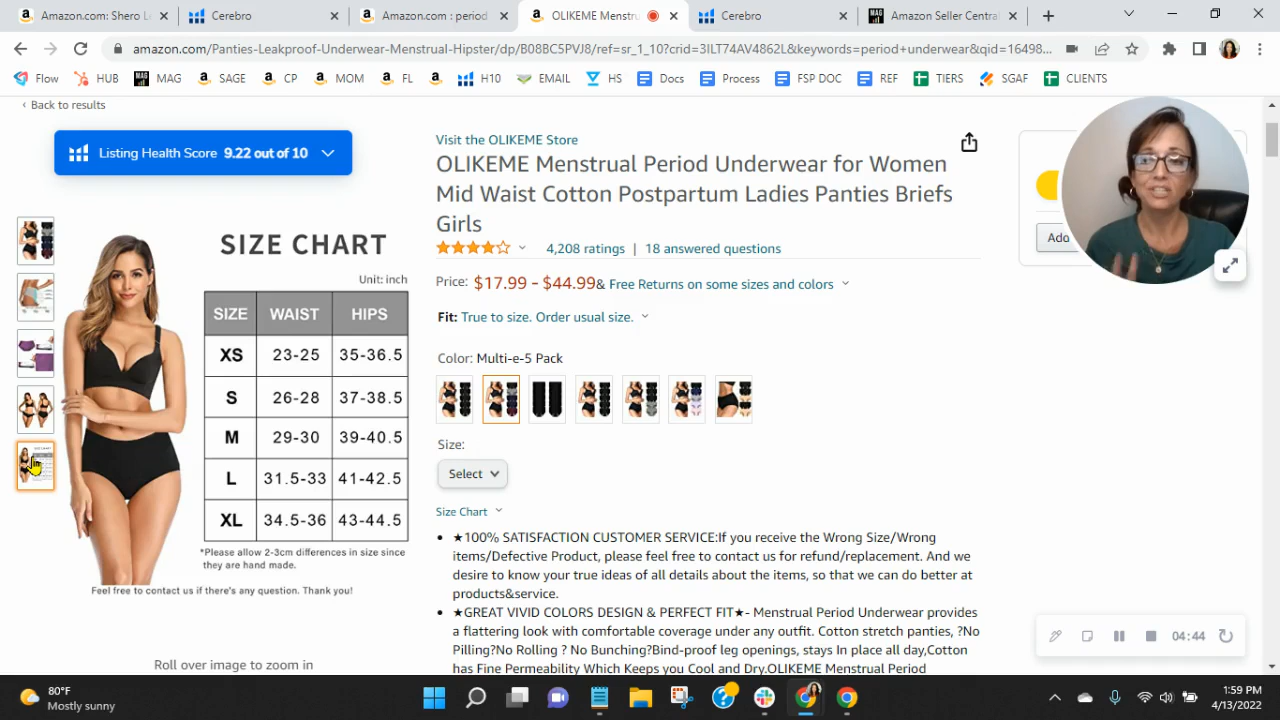 Amazon.com: Shero L
Cerebro
Amazon.com : period
OLIKEME Menstru
Cerebro
Amazon Seller Central
amazon.com/Panties-Leakproof-Underwear-Menstrual-Hipster/dp/B08BC5PVJ8/ref=sr_1_10?crid=3ILT74AV4862L&keywords=period+underwear&qid=16498...
Flow
HUB
MAG
SAGE
CP
MOM
FL
H10
EMAIL
HS
Docs
Process
FSP DOC
REF
TIERS
SGAF
CLIENTS
‹ Back to results
Listing Health Score 9.22 out of 10
SIZE CHART
Unit: inch
SIZE WAIST HIPS
XS 23-25 35-36.5
S 26-28 37-38.5
M 29-30 39-40.5
L 31.5-33 41-42.5
XL 34.5-36 43-44.5
*Please allow 2-3cm differences in size since
they are hand made.
Feel free to contact us if there's any question. Thank you!
Roll over image to zoom in
Visit the OLIKEME Store
OLIKEME Menstrual Period Underwear for Women
Mid Waist Cotton Postpartum Ladies Panties Briefs
Girls
4,208 ratings | 18 answered questions
Price: $17.99 - $44.99& Free Returns on some sizes and colors
Fit: True to size. Order usual size.
Color: Multi-e-5 Pack
Size:
Select
Size Chart
• ★100% SATISFACTION CUSTOMER SERVICE:If you receive the Wrong Size/Wrong
items/Defective Product, please feel free to contact us for refund/replacement. And we
desire to know your true ideas of all details about the items, so that we can do better at
products&service.
• ★GREAT VIVID COLORS DESIGN & PERFECT FIT★- Menstrual Period Underwear provides
a flattering look with comfortable coverage under any outfit. Cotton stretch panties, ?No
Pilling?No Rolling ? No Bunching?Bind-proof leg openings, stays In place all day,Cotton
has Fine Permeability Which Keeps you Cool and Dry.OLIKEME Menstrual Period
Add
04:44
80°F
Mostly sunny
1:59 PM
4/13/2022